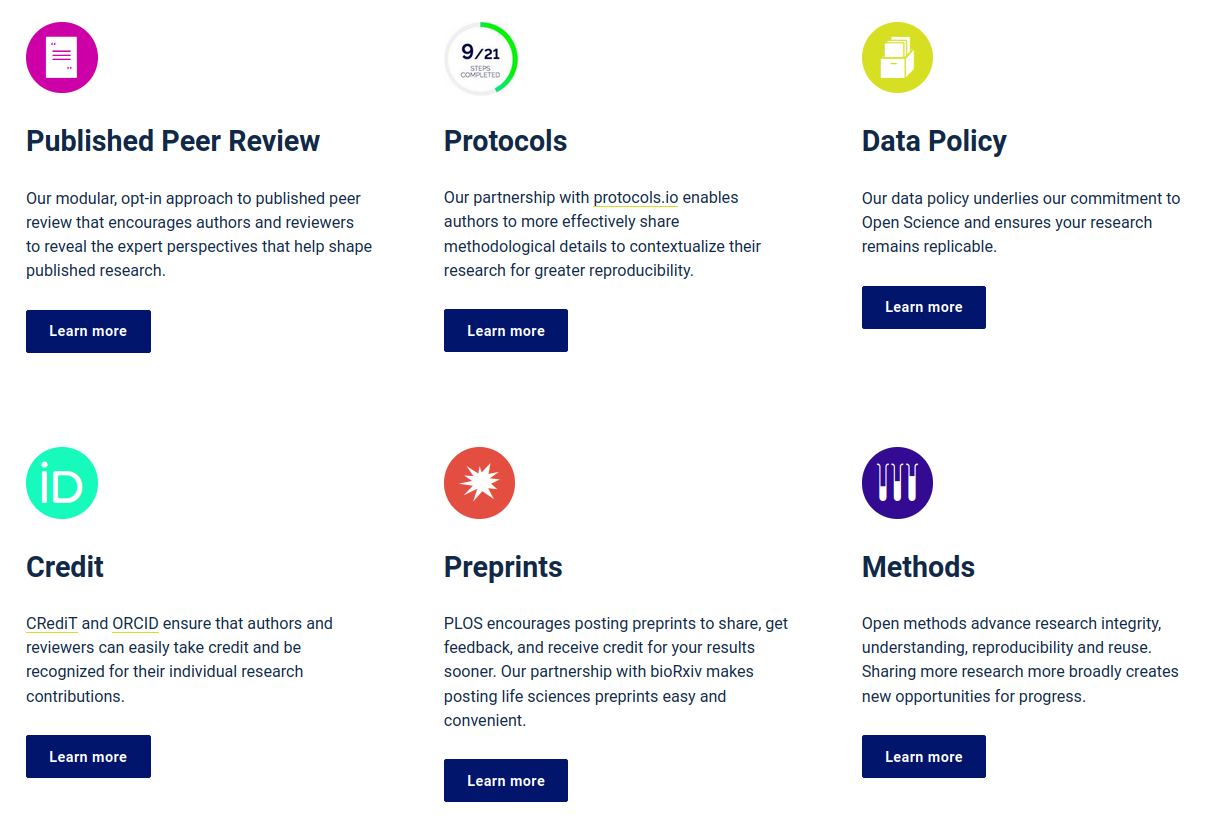 9/21
STEPS
COMPLETED
Published Peer Review
Our modular, opt-in approach to published peer
review that encourages authors and reviewers
to reveal the expert perspectives that help shape
published research.
Learn more
Protocols
Our partnership with protocols.io enables
authors to more effectively share
methodological details to contextualize their
research for greater reproducibility.
Learn more
Data Policy
Our data policy underlies our commitment to
Open Science and ensures your research
remains replicable.
Learn more
iD
Credit
CRediT and ORCID ensure that authors and
reviewers can easily take credit and be
recognized for their individual research
contributions.
Learn more
Preprints
PLOS encourages posting preprints to share, get
feedback, and receive credit for your results
sooner. Our partnership with bioRxiv makes
posting life sciences preprints easy and
convenient.
Learn more
Methods
Open methods advance research integrity,
understanding, reproducibility and reuse.
Sharing more research more broadly creates
new opportunities for progress.
Learn more